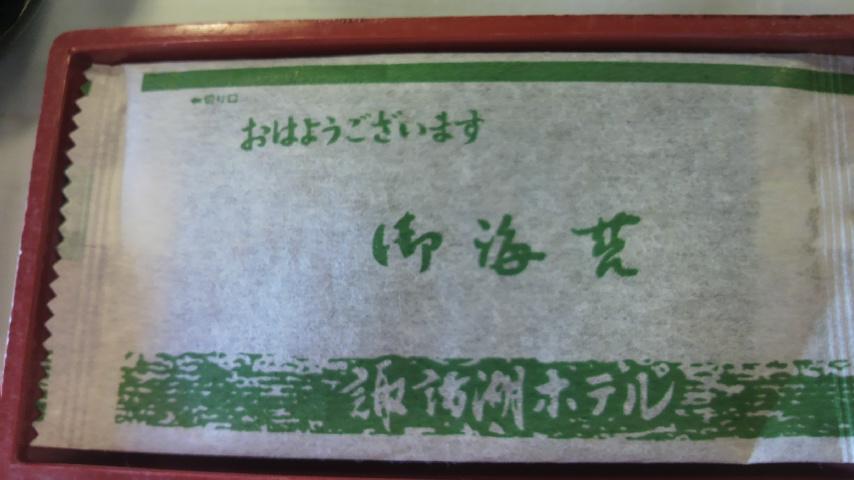 ←切り口
おはようございます
御海苔
諏訪湖ホテル